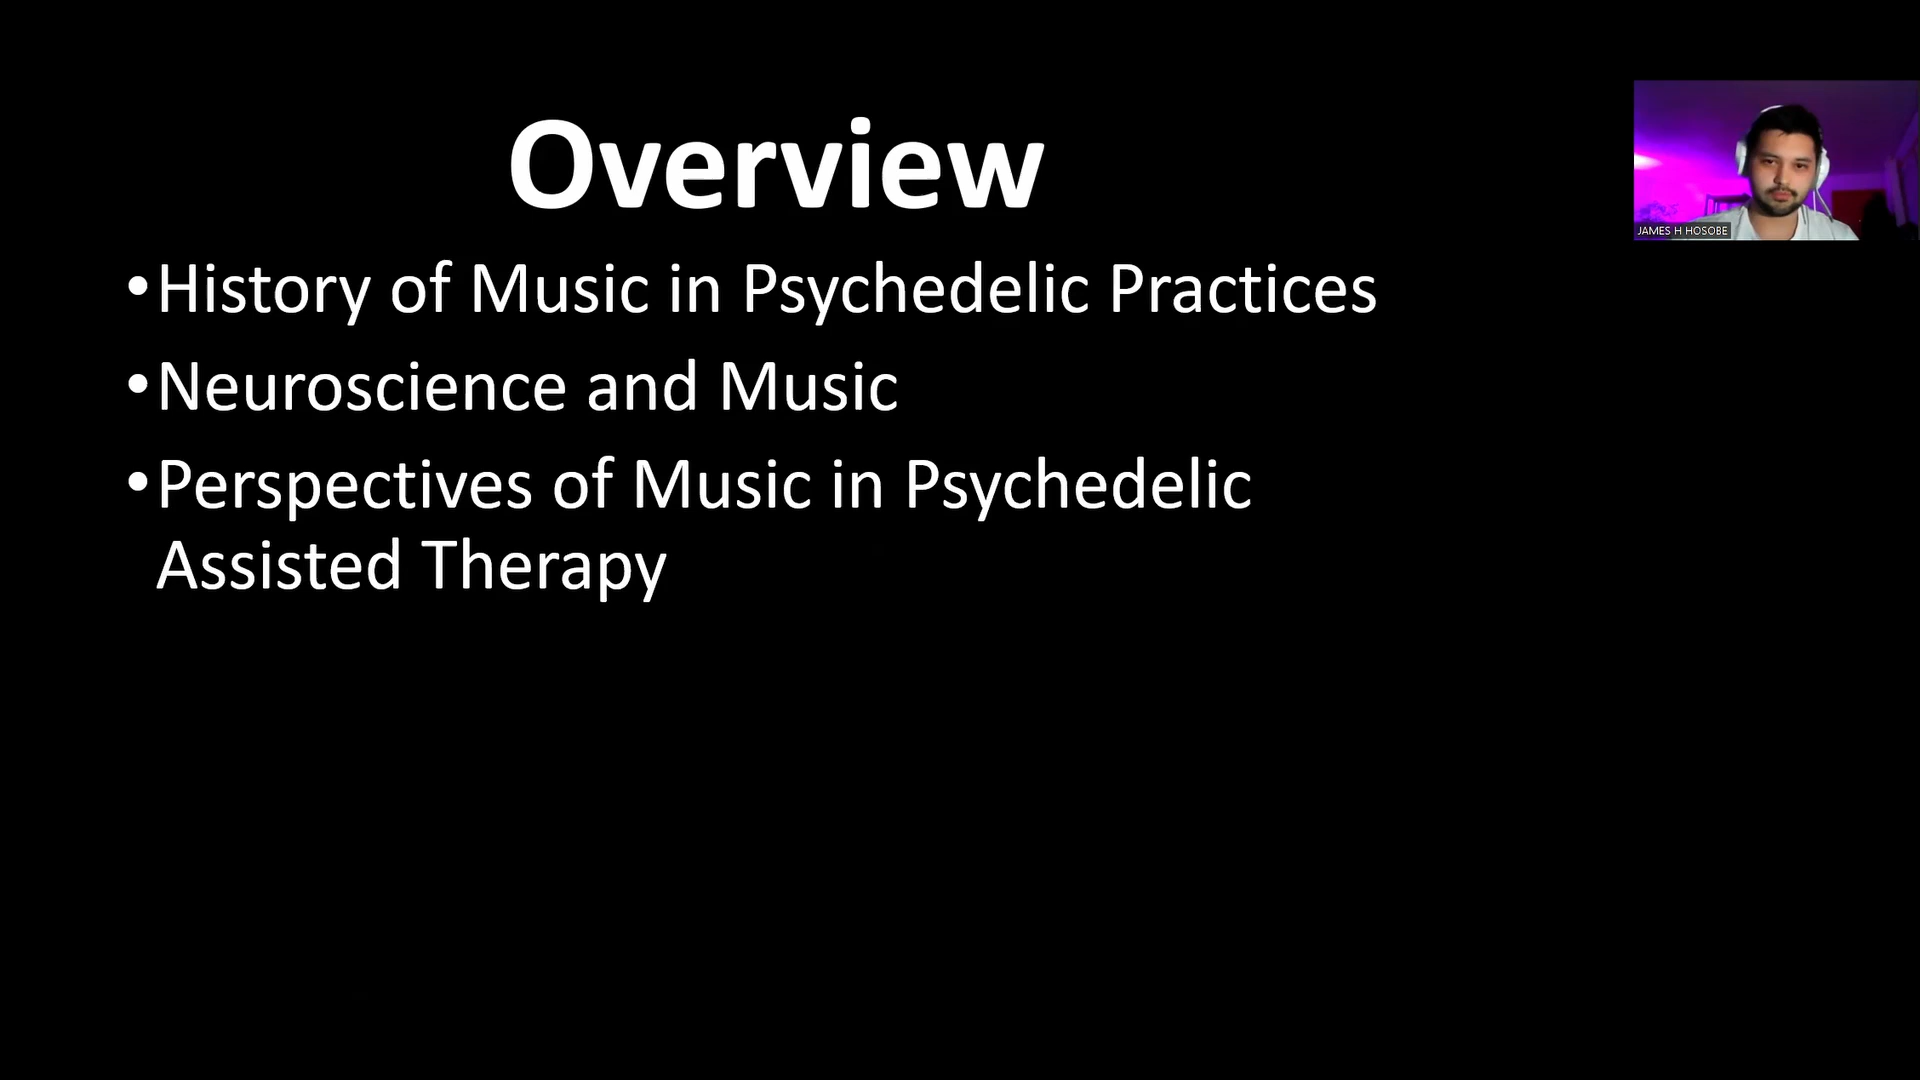 Overview
•History of Music in Psychedelic Practices
•Neuroscience and Music
•Perspectives of Music in Psychedelic
Assisted Therapy
JAMES H HOSOBE